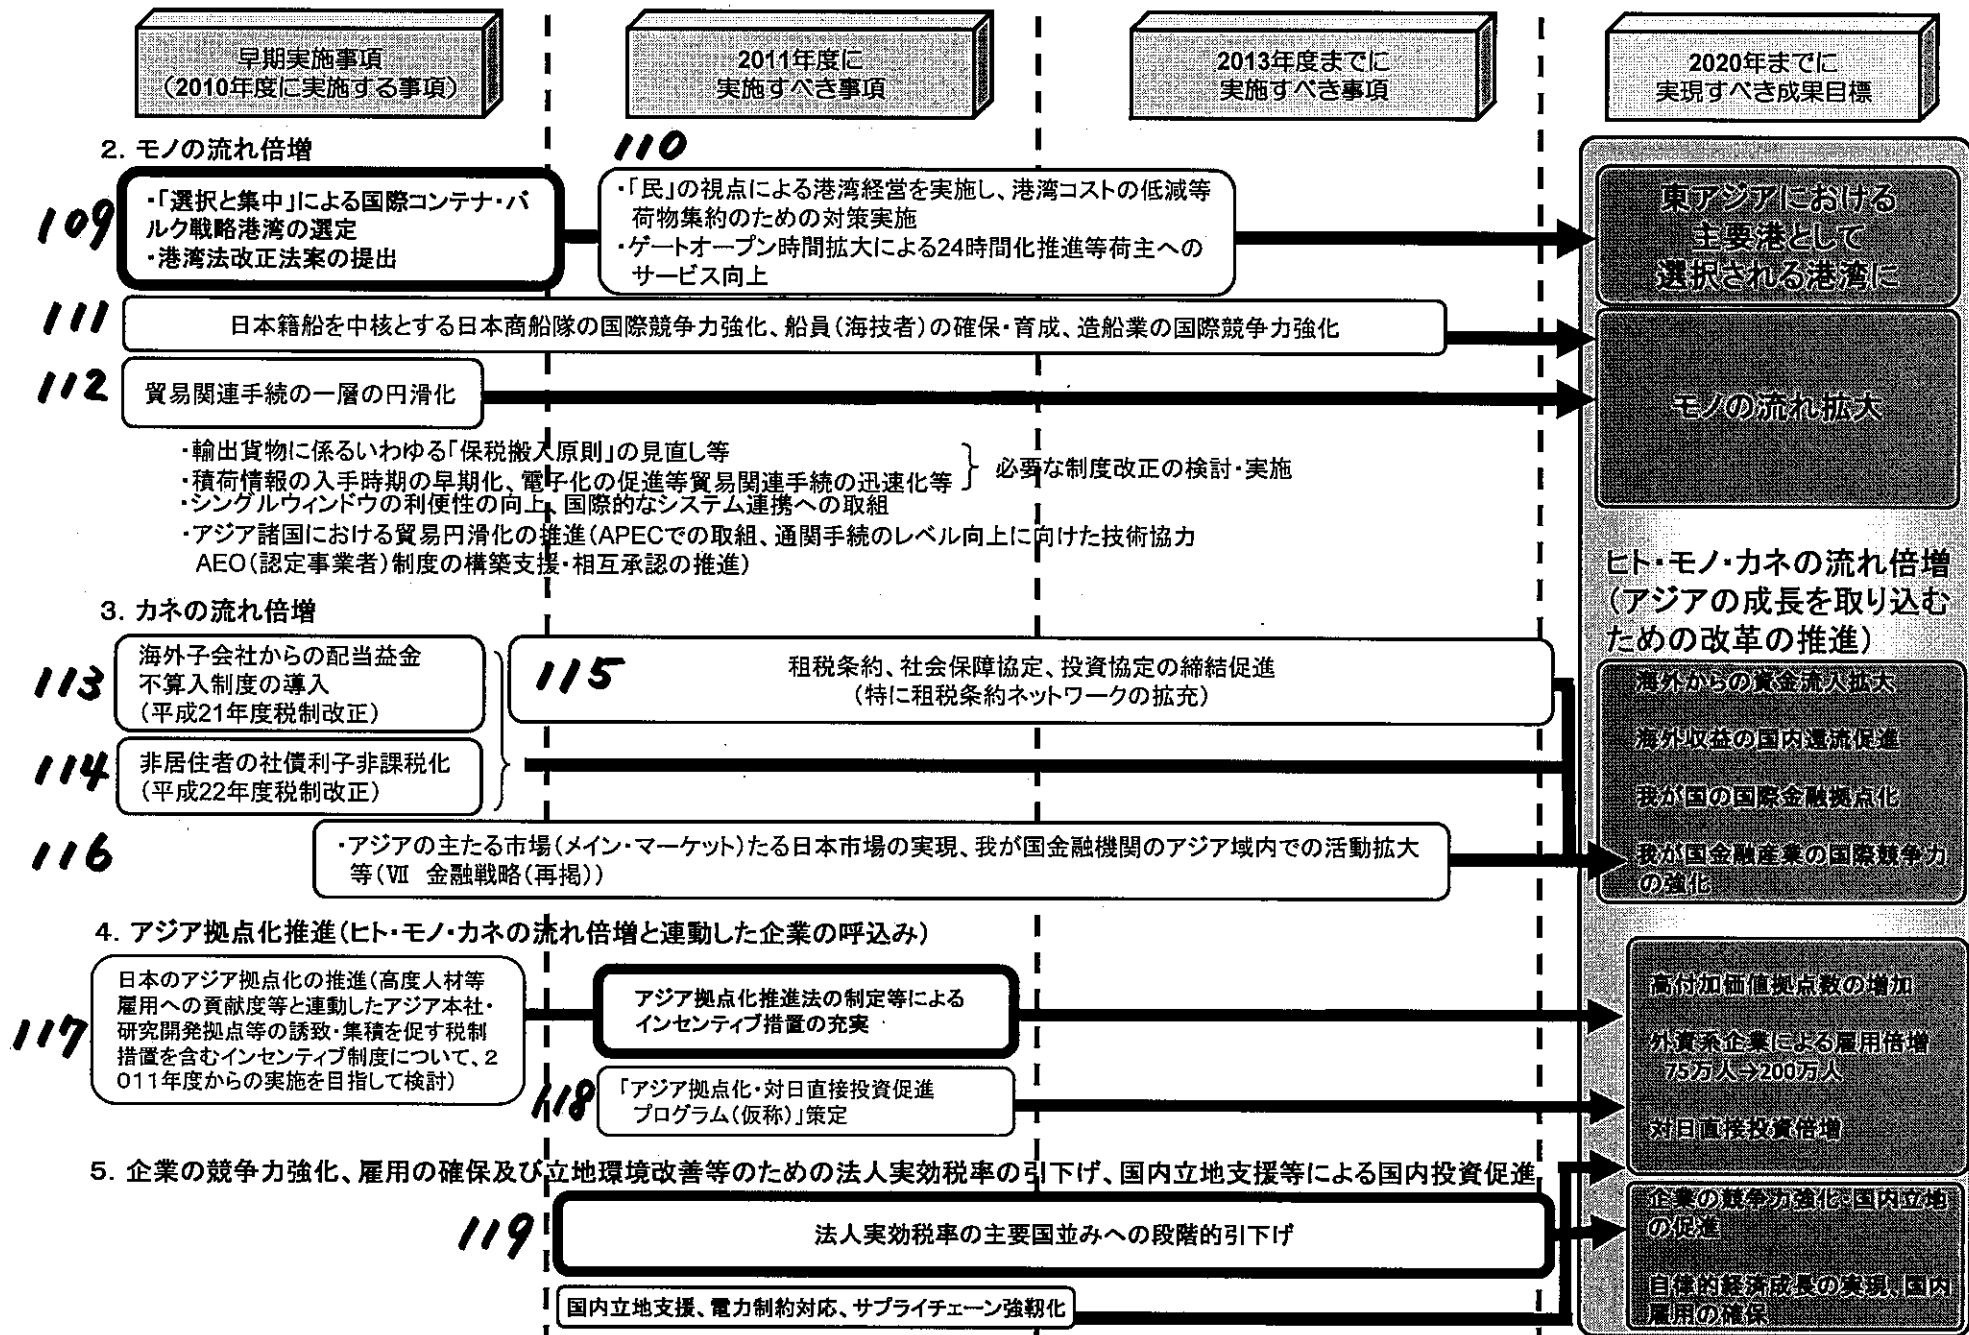 早期実施事項
(2010年度に実施する事項)
2011年度に
実施すべき事項
2013年度までに
実施すべき事項
2020年までに
実現すべき成果目標
2. モノの流れ倍増
109
・「選択と集中」による国際コンテナ・バ
ルク戦略港湾の選定
・港湾法改正法案の提出
110
・「民」の視点による港湾経営を実施し、港湾コストの低減等
荷物集約のための対策実施
・ゲートオープン時間拡大による24時間化推進等荷主への
サービス向上
東アジアにおける
主要港として
選択される港湾に
111
日本籍船を中核とする日本商船隊の国際競争力強化、船員(海技者)の確保・育成、造船業の国際競争力強化
112
貿易関連手続の一層の円滑化
モノの流れ拡大
・輸出貨物に係るいわゆる「保税搬入原則」の見直し等
・積荷情報の入手時期の早期化、電子化の促進等貿易関連手続の迅速化等
必要な制度改正の検討・実施
・シングルウィンドウの利便性の向上、国際的なシステム連携への取組
・アジア諸国における貿易円滑化の推進(APECでの取組、通関手続のレベル向上に向けた技術協力
AEO(認定事業者)制度の構築支援・相互承認の推進)
ヒト・モノ・カネの流れ倍増
(アジアの成長を取り込む
ための改革の推進)
3. カネの流れ倍増
113
海外子会社からの配当益金
不算入制度の導入
(平成21年度税制改正)
115
租税条約、社会保障協定、投資協定の締結促進
(特に租税条約ネットワークの拡充)
114
非居住者の社債利子非課税化
(平成22年度税制改正)
116
・アジアの主たる市場(メイン・マーケット)たる日本市場の実現、我が国金融機関のアジア域内での活動拡大
等(Ⅶ 金融戦略(再掲))
海外からの資金流入拡大
海外収益の国内還流促進
我が国の国際金融拠点化
我が国金融産業の国際競争力
の強化
4. アジア拠点化推進(ヒト・モノ・カネの流れ倍増と連動した企業の呼込み)
117
日本のアジア拠点化の推進(高度人材等
雇用への貢献度等と連動したアジア本社・
研究開発拠点等の誘致・集積を促す税制
措置を含むインセンティブ制度について、2
011年度からの実施を目指して検討)
アジア拠点化推進法の制定等による
インセンティブ措置の充実
118
「アジア拠点化・対日直接投資促進
プログラム(仮称)」策定
高付加価値拠点数の増加
外資系企業による雇用倍増
75万人→200万人
対日直接投資倍増
5. 企業の競争力強化、雇用の確保及び立地環境改善等のための法人実効税率の引下げ、国内立地支援等による国内投資促進
119
法人実効税率の主要国並みへの段階的引下げ
国内立地支援、電力制約対応、サプライチェーン強靭化
企業の競争力強化・国内立地
の促進
自律的経済成長の実現、国内
雇用の確保